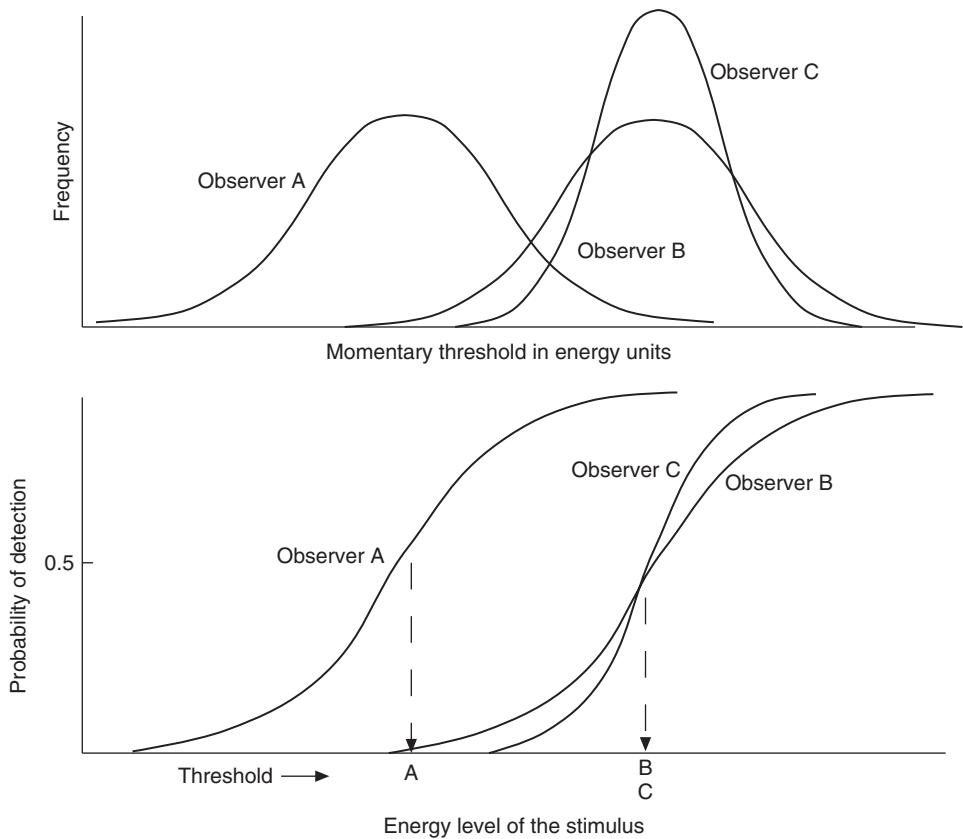 Frequency
Observer A
Observer C
Observer B
Momentary threshold in energy units
Probability of detection
0.5
Observer A
Observer C
Observer B
Threshold
A
B
C
Energy level of the stimulus